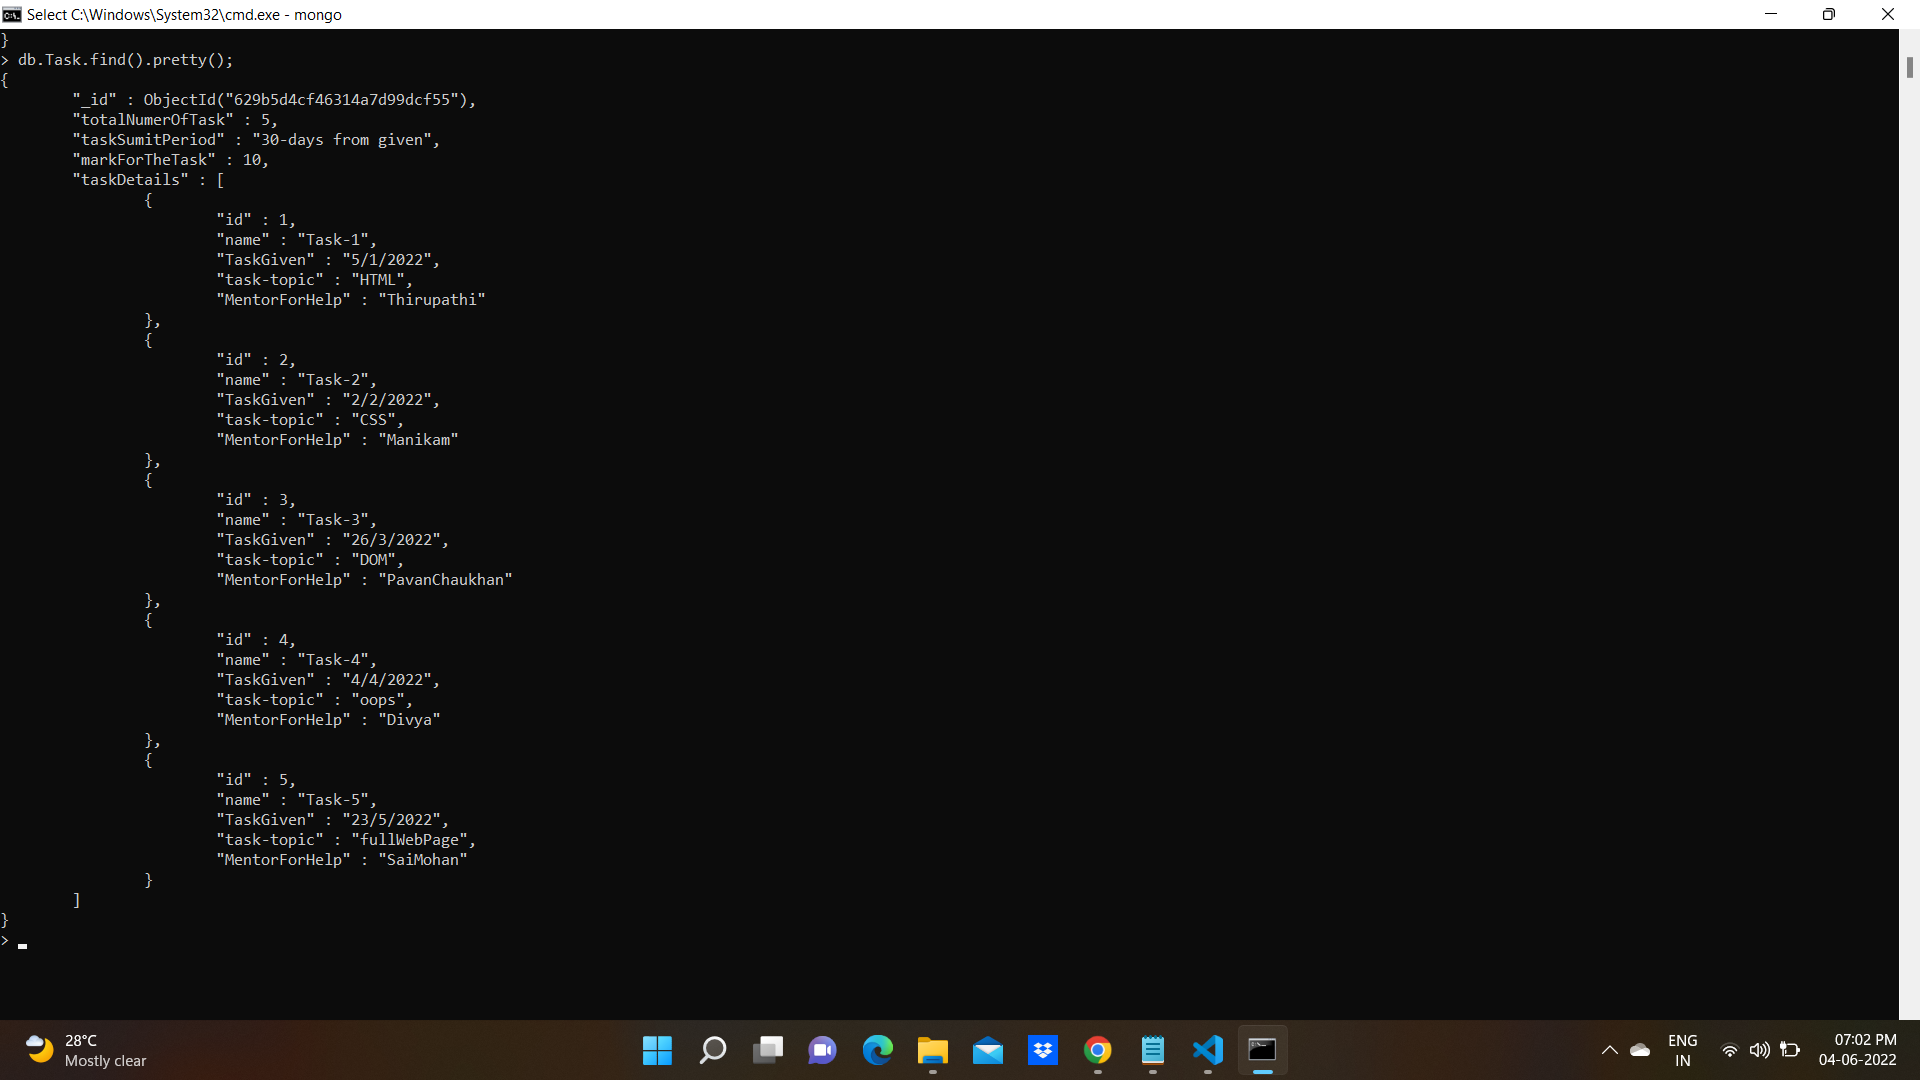 Select C:\Windows\System32\cmd.exe - mongo
}
> db.Task.find().pretty();
{
"_id" : ObjectId("629b5d4cf46314a7d99dcf55"),
"totalNumerOfTask" : 5,
"taskSumitPeriod" : "30-days from given",
"markForTheTask" : 10,
"taskDetails" : [
{
"id" : 1,
"name" : "Task-1",
"TaskGiven" : "5/1/2022",
"task-topic" : "HTML",
"MentorForHelp" : "Thirupathi"
},
{
"id" : 2,
"name" : "Task-2",
"TaskGiven" : "2/2/2022",
"task-topic" : "CSS",
"MentorForHelp" : "Manikam"
},
{
"id" : 3,
"name" : "Task-3",
"TaskGiven" : "26/3/2022",
"task-topic" : "DOM",
"MentorForHelp" : "PavanChaukhan"
},
{
"id" : 4,
"name" : "Task-4",
"TaskGiven" : "4/4/2022",
"task-topic" : "oops",
"MentorForHelp" : "Divya"
},
{
"id" : 5,
"name" : "Task-5",
"TaskGiven" : "23/5/2022",
"task-topic" : "fullWebPage",
"MentorForHelp" : "SaiMohan"
}
]
}
>
28°C
Mostly clear
ENG
IN
07:02 PM
04-06-2022